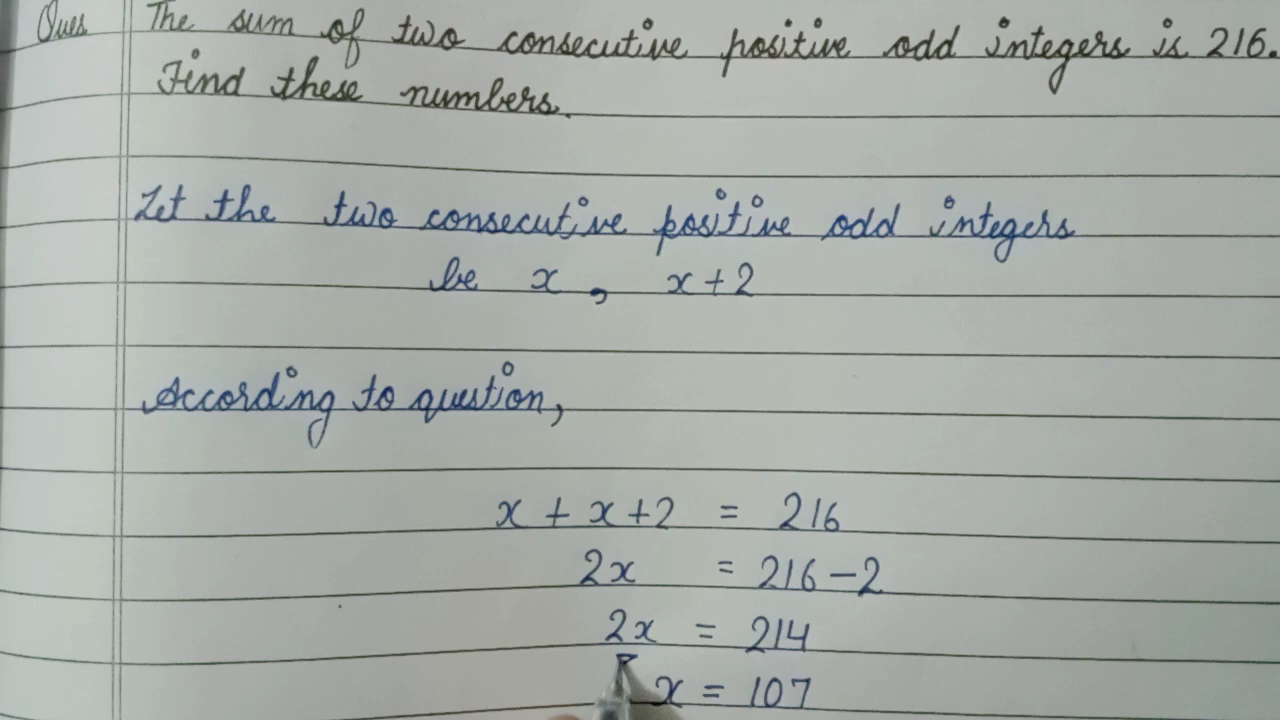 Ques The sum of two consecutive positive odd integers is 216.
Find these numbers.
Let the two consecutive positive odd integers
be x, x+2
According to question,
x + x+2 = 216
2x = 216-2
2x = 214
x = 107